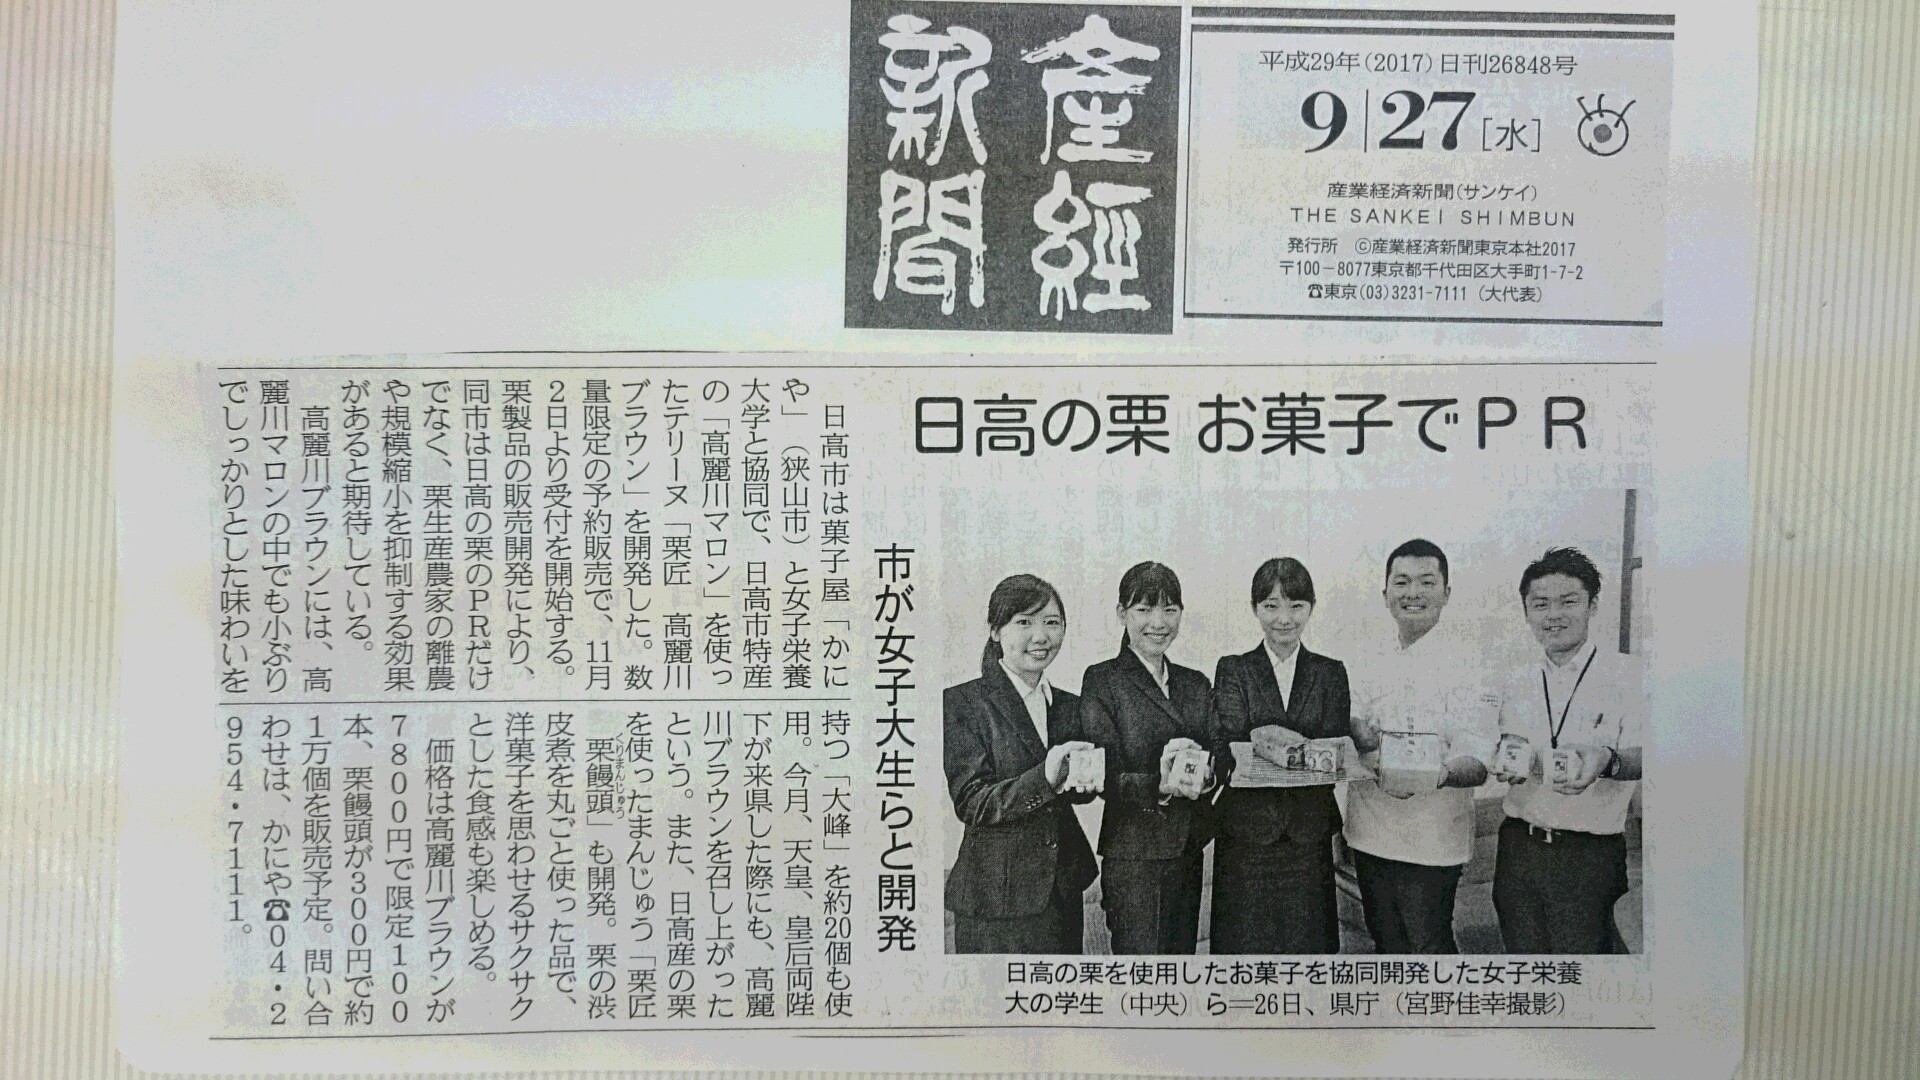 産經
新聞
平成29年(2017)日刊26848号
9|27[水]
産業経済新聞(サンケイ)
THE SANKEI SHIMBUN
発行所 ©産業経済新聞東京本社2017
〒100-8077東京都千代田区大手町1-7-2
☎東京(03)3231-7111(大代表)
日高の栗 お菓子でPR
市が女子大生らと開発
日高市は菓子屋「かに
や」(狭山市)と女子栄養
大学と協同で、日高市特産
の「高麗川マロン」を使っ
たテリーヌ「栗匠 高麗川
ブラウン」を開発した。数
量限定の予約販売で、11月
2日より受付を開始する。
栗製品の販売開発により、
同市は日高の栗のPRだけ
でなく、栗生産農家の離農
や規模縮小を抑制する効果
があると期待している。
高麗川ブラウンには、高
麗川マロンの中でも小ぶり
でしっかりとした味わいを
持つ「大峰」を約20個も使
用。今月、天皇、皇后両陛
下が来県した際にも、高麗
川ブラウンを召し上がった
という。また、日高産の栗
を使ったまんじゅう「栗匠
栗饅頭」も開発。栗の渋
くりまんじゅう
皮煮を丸ごと使った品で、
洋菓子を思わせるサクサク
とした食感も楽しめる。
価格は高麗川ブラウンが
7800円で限定100
本、栗饅頭が300円で約
1万個を販売予定。問い合
わせは、かにや☎04・2
954・7111。
日高の栗を使用したお菓子を協同開発した女子栄養
大の学生(中央)ら=26日、県庁(宮野佳幸撮影)